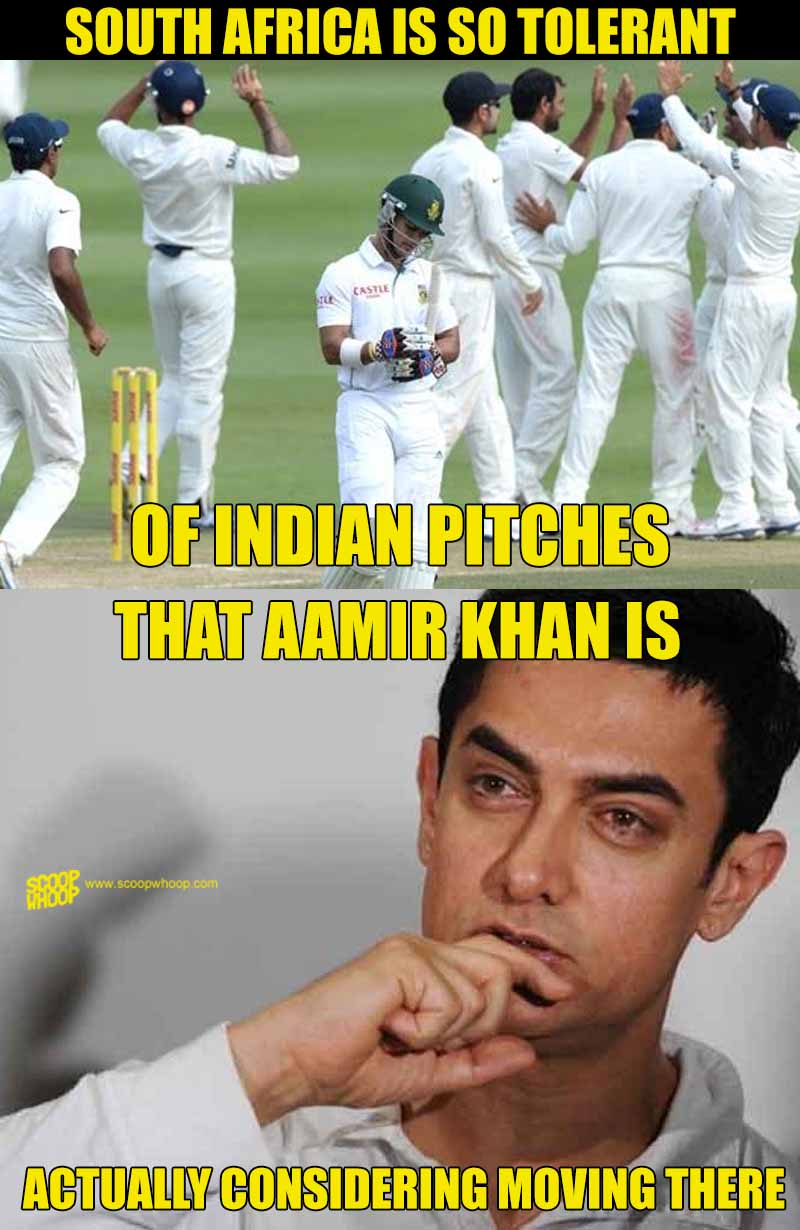 SOUTH AFRICA IS SO TOLERANT
CASTLE
OF INDIAN PITCHES
THAT AAMIR KHAN IS
SCOOP
WHOOP
www.scoopwhoop.com
ACTUALLY CONSIDERING MOVING THERE